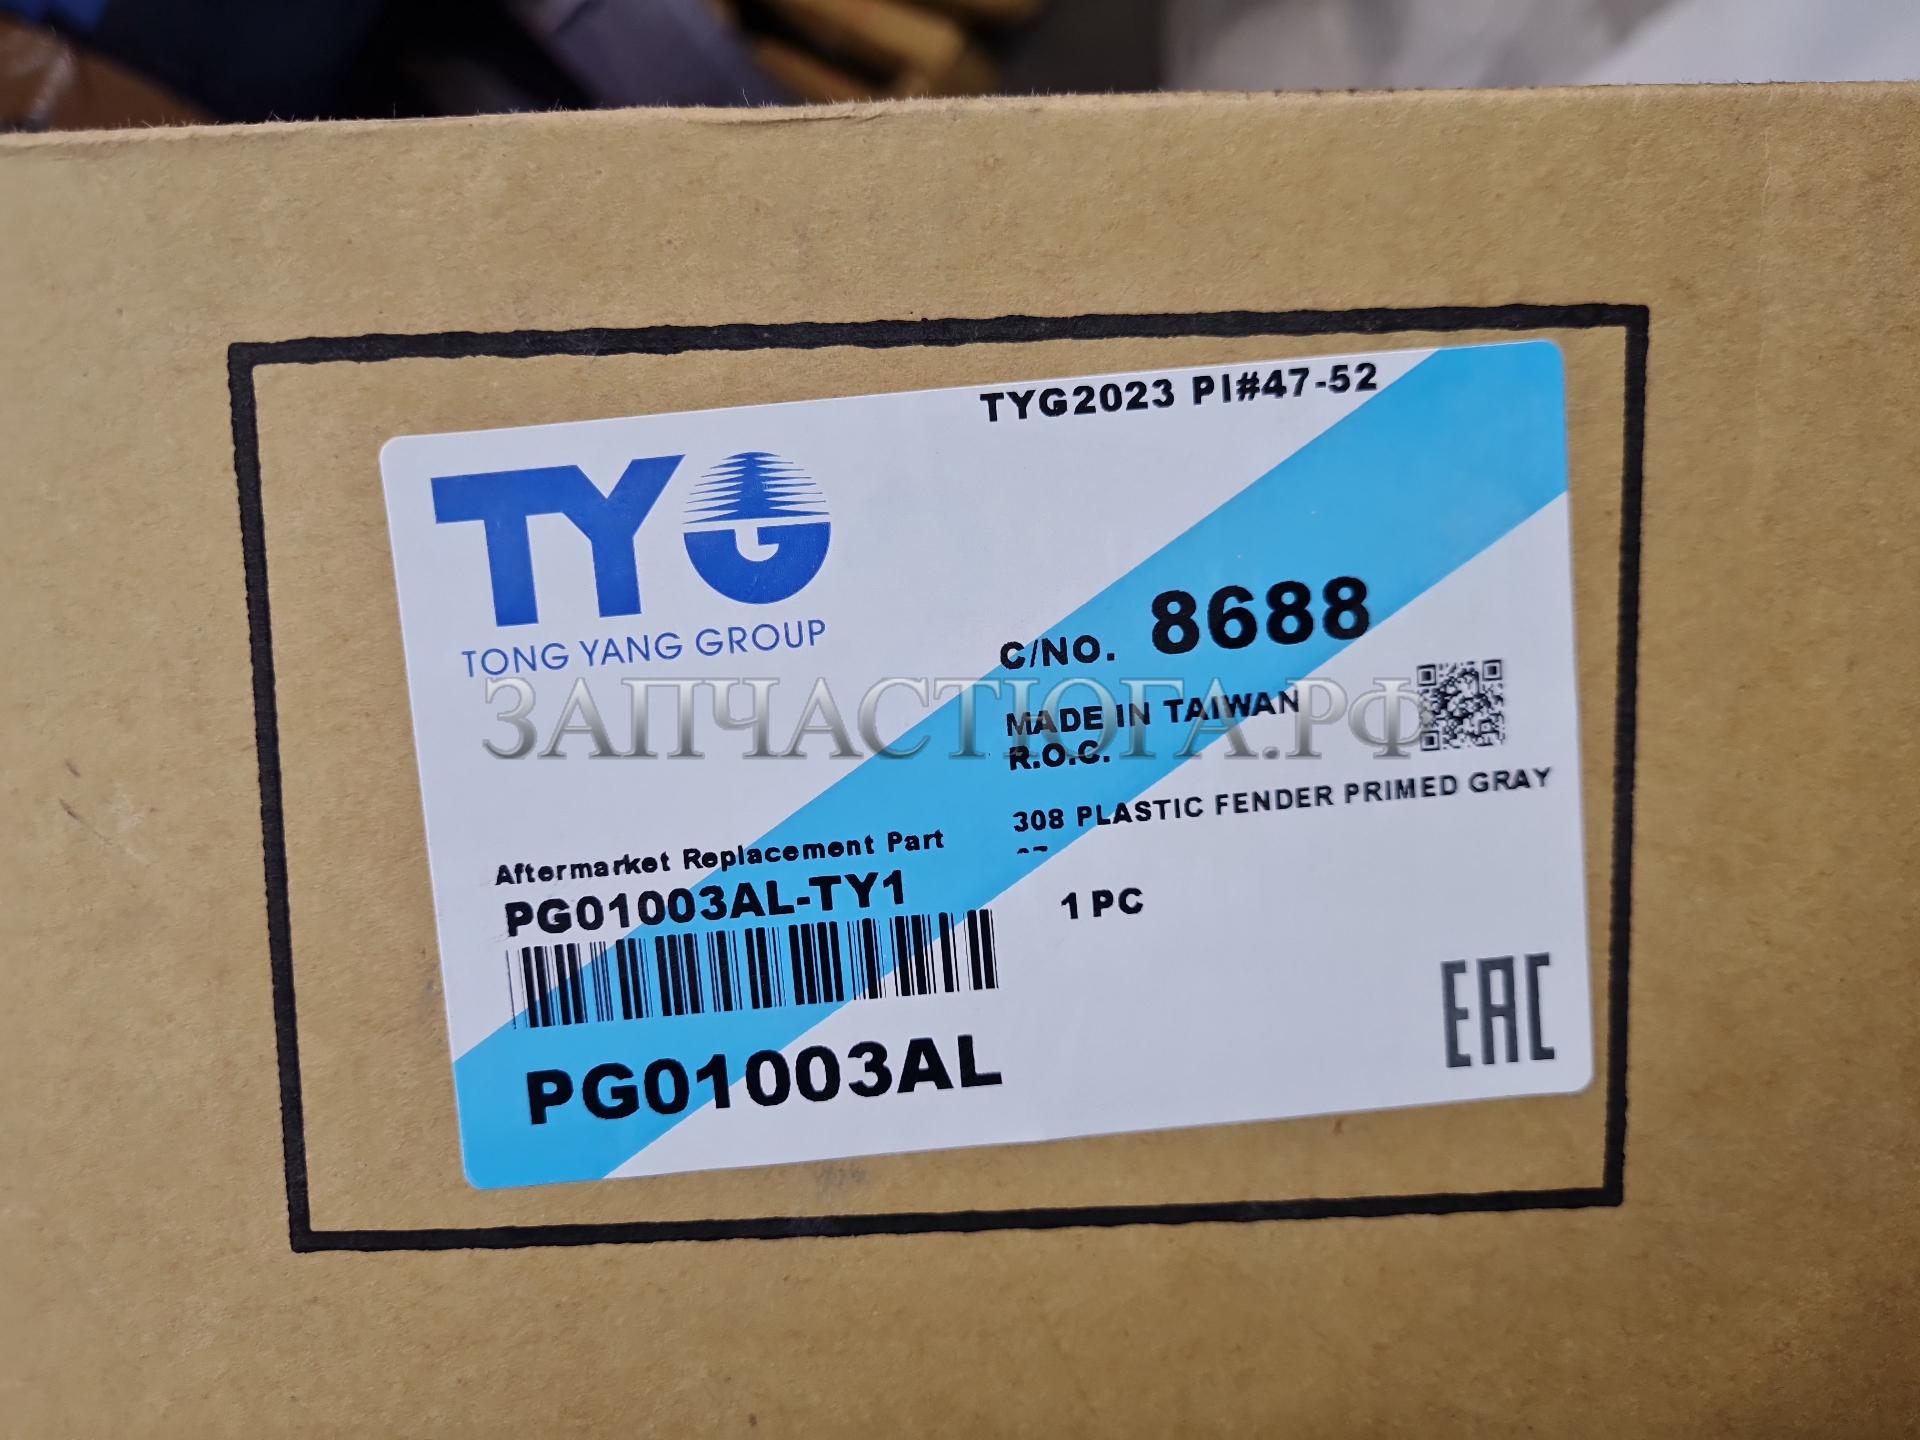 TYG2023 PI#47-52
TYG
TONG YANG GROUP
C/NO. 8688
ЗАПЧАСТЮГА.РФ
MADE IN TAIWAN
R.O.C.
308 PLASTIC FENDER PRIMED GRAY
Aftermarket Replacement Part
PG01003AL-TY1
1 PC
PG01003AL
EAC